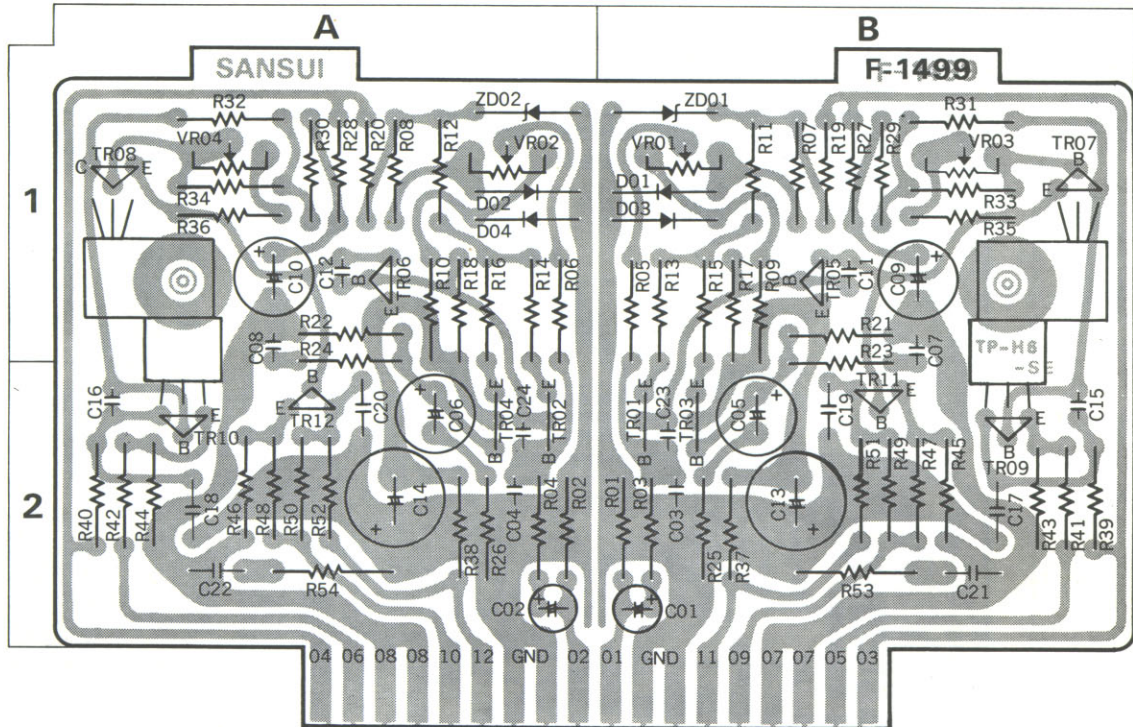 A B
SANSUI F-1499
R32 ZD02 ZD01 R31
VR04 R30 R28 R20 R08 R12 VR02 VR01 R11 R07 R19 R27 R29 VR03
C TR08 E TR07 B
1
R34 D02 D01 E R33
R36 D04 D03 R35
C10 C12 B TR06 E R10 R18 R16 R14 R06 R05 R13 R15 R17 R09 B TR05 E C11 C09
C08 R22 R21 C07
R24 R23 TP-H6
-SE
C16 B E TR12 C20 C06 E TR04 B C24 E TR02 B E TR01 B C23 E TR03 B C05 C19 TR11 E B C15
E TR10 B E TR09 B
2
R40 R42 R44 C18 R46 R48 R50 R52 C14 R38 R26 C04 R04 R02 R01 R03 C03 R25 R37 C13 R51 R49 R47 R45 C17 R43 R41 R39
C22 R54 R53 C21
C02 C01
04 06 08 08 10 12 GND 02 01 GND 11 09 07 07 05 03